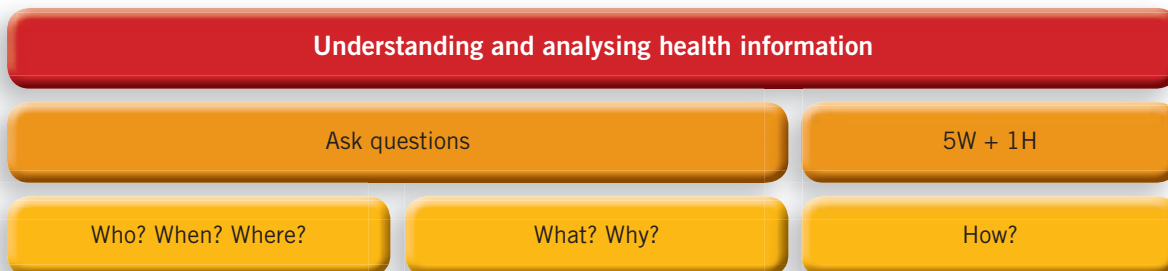 Understanding and analysing health information
Ask questions
5W + 1H
Who? When? Where?
What? Why?
How?